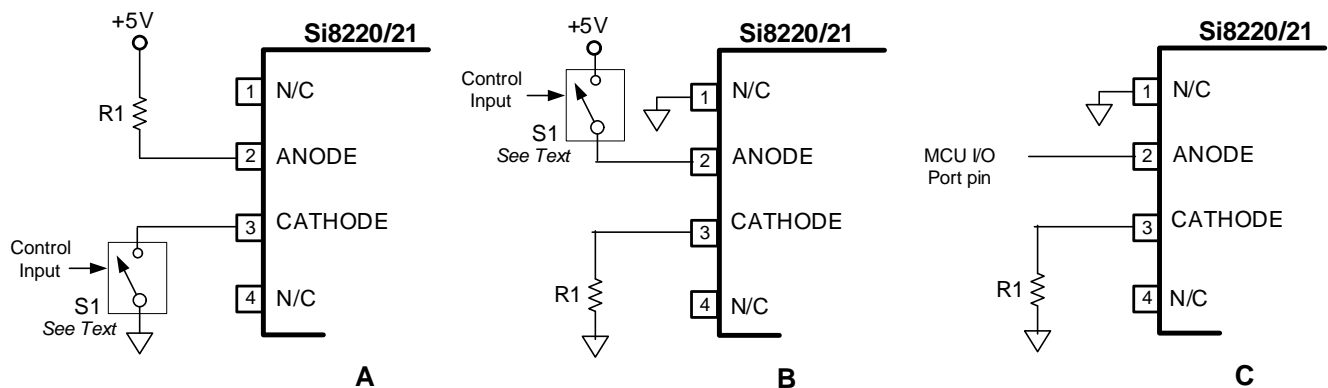 +5V
Si8220/21
1 N/C
R1
2 ANODE
3 CATHODE
Control
Input
S1
See Text
4 N/C
A
+5V
Si8220/21
Control
Input
1 N/C
S1
See Text
2 ANODE
3 CATHODE
R1
4 N/C
B
Si8220/21
1 N/C
MCU I/O
Port pin
2 ANODE
3 CATHODE
R1
4 N/C
C